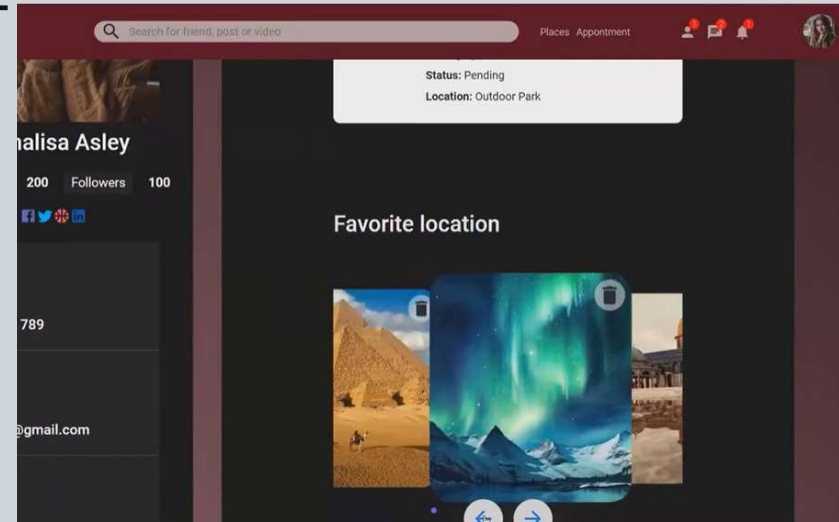 Search for friend, post or video
Places Appontment
Status: Pending
Location: Outdoor Park
nalisa Asley
200 Followers 100
789
@gmail.com
Favorite location